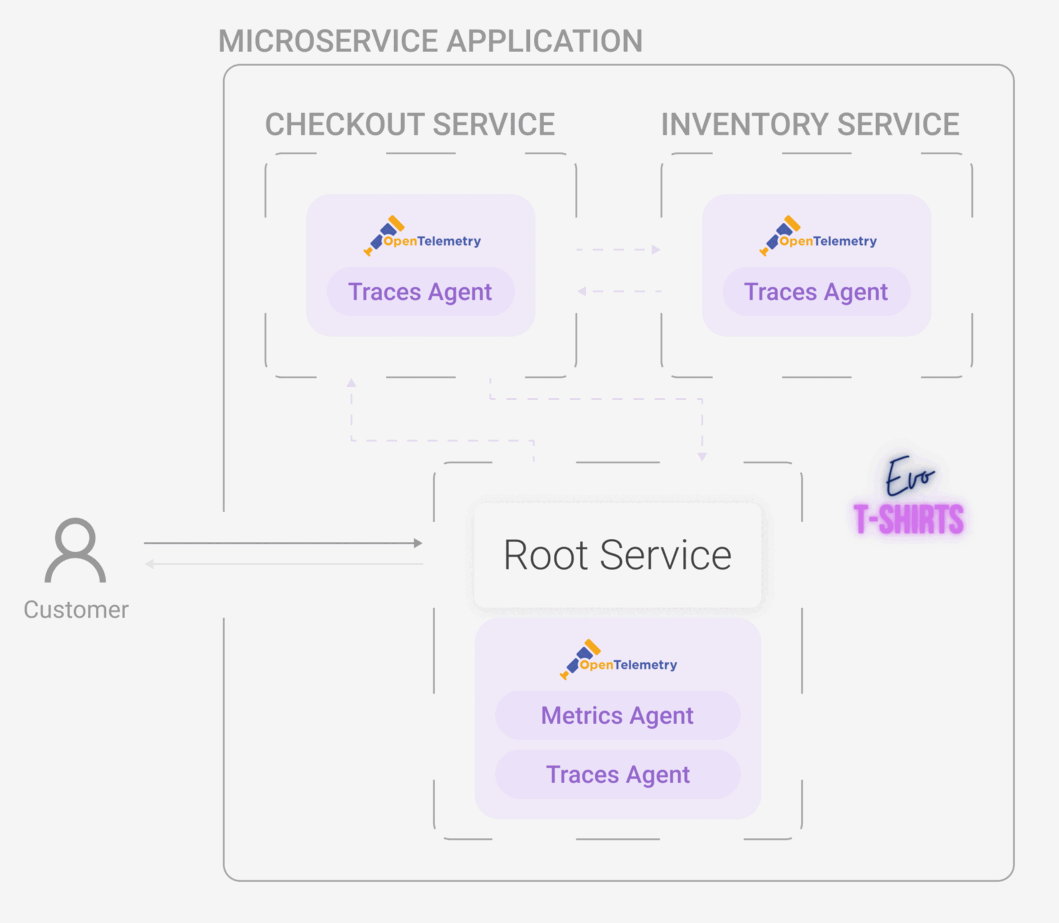 MICROSERVICE APPLICATION
CHECKOUT SERVICE
INVENTORY SERVICE
OpenTelemetry
Traces Agent
OpenTelemetry
Traces Agent
Evo
T-SHIRTS
Customer
Root Service
OpenTelemetry
Metrics Agent
Traces Agent